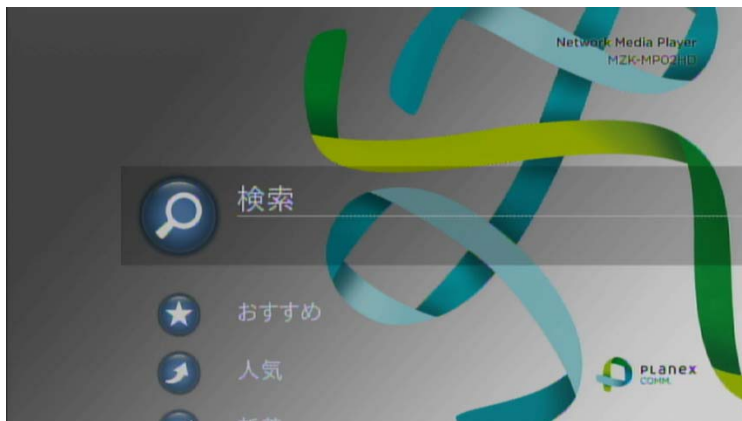 Network Media Player
MZK-MP02HD
検索
おすすめ
人気
PLANEX
COMM.